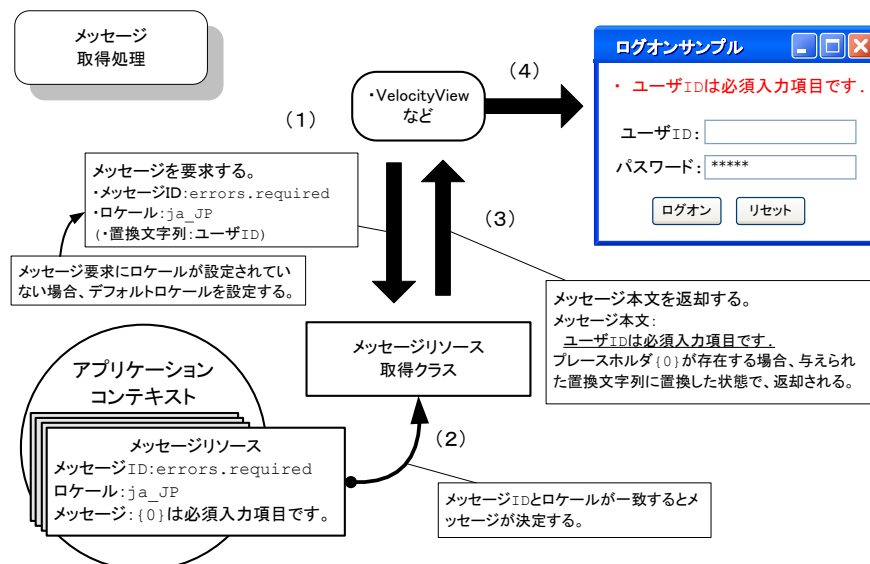 メッセージ
取得処理
(1)
・VelocityView
など
(4)
ログオンサンプル
・ ユーザIDは必須入力項目です.
ユーザID:
パスワード: *****
ログオン
リセット
メッセージを要求する。
・メッセージID:errors.required
・ロケール:ja_JP
(・置換文字列:ユーザID)
メッセージ要求にロケールが設定されてい
ない場合、デフォルトロケールを設定する。
(3)
メッセージ本文を返却する。
メッセージ本文:
ユーザIDは必須入力項目です.
プレースホルダ{0}が存在する場合、与えられ
た置換文字列に置換した状態で、返却される。
メッセージリソース
取得クラス
アプリケーション
コンテキスト
メッセージリソース
メッセージID:errors.required
ロケール:ja_JP
メッセージ:{0}は必須入力項目です。
(2)
メッセージIDとロケールが一致するとメ
ッセージが決定する。